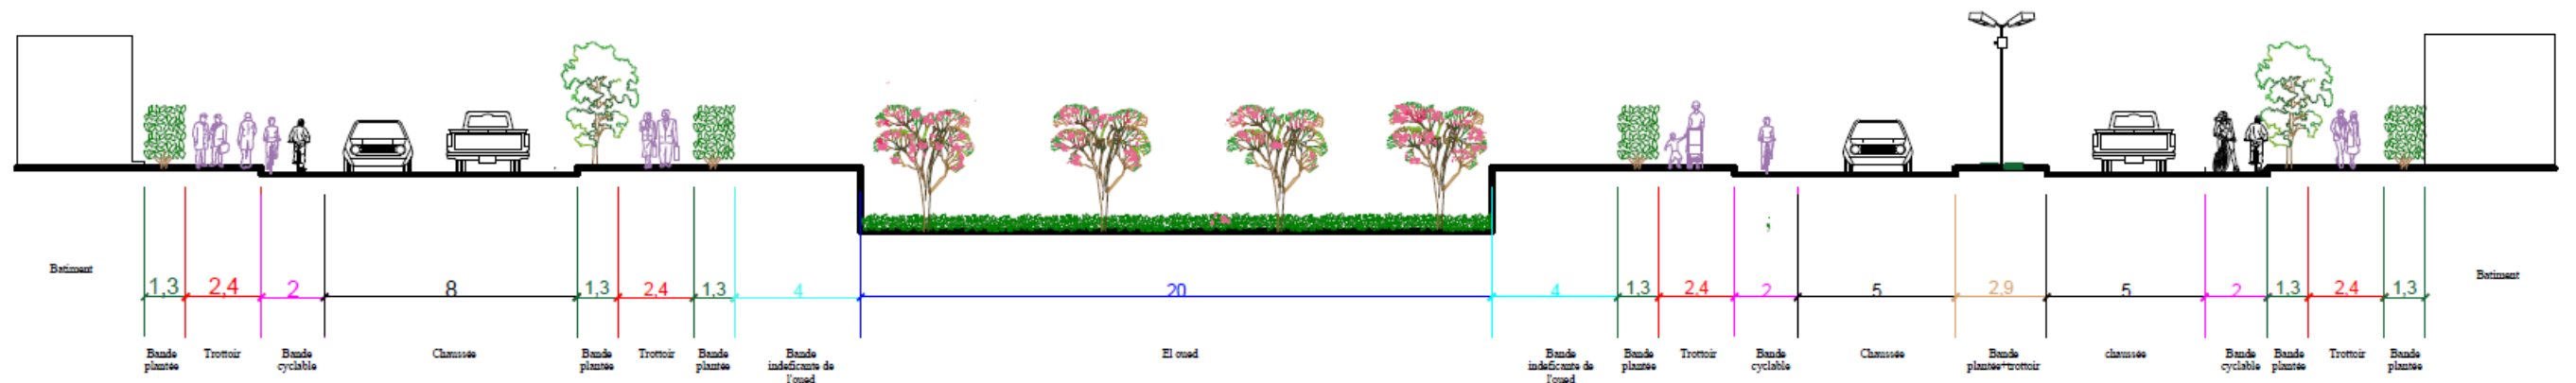 Batiment
Batiment
1,3 2,4 2 8 1,3 2,4 1,3 4 20 4 1,3 2,4 2 5 2,9 5 2 1,3 2,4 1,3
Bande Trottoir Bande Chaussée Bande Trottoir Bande Bande El oued Bande Bande Trottoir Bande Chaussée Bande chaussée Bande Bande Trottoir Bande
plantée cyclable plantée plantée indeficante de indeficante de plantée cyclable plantée+trottoir cyclable plantée plantée
l'oued l'oued